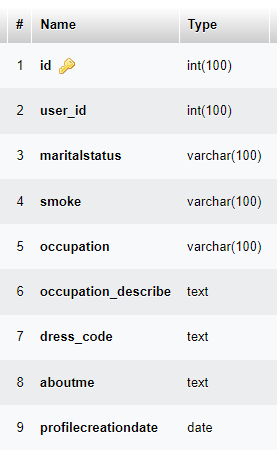 # Name Type
1 id int(100)
2 user_id int(100)
3 maritalstatus varchar(100)
4 smoke varchar(100)
5 occupation varchar(100)
6 occupation_describe text
7 dress_code text
8 aboutme text
9 profilecreationdate date